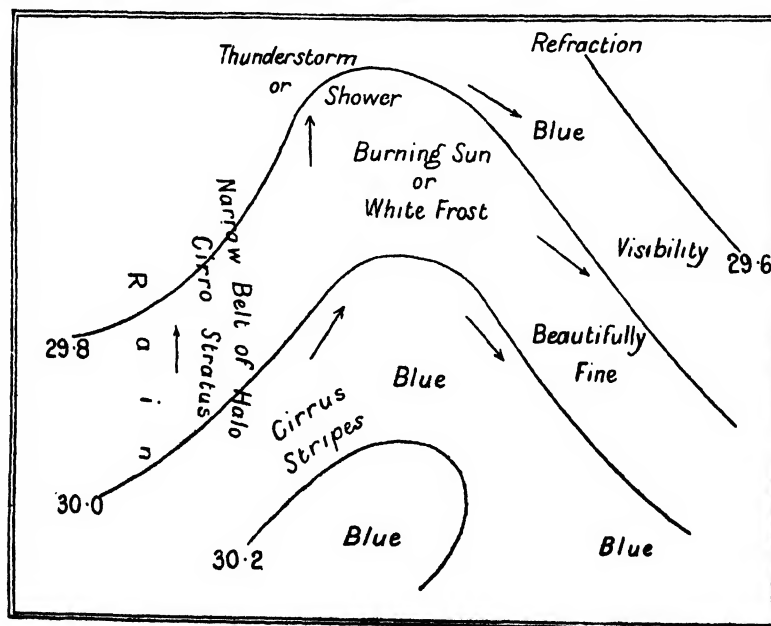 Refraction
Thunderstorm
or
Shower
Blue
Burning Sun
or
White Frost
Visibility
29·6
Narrow Belt of Halo
Cirro Stratus
Rain
29·8
Beautifully
Fine
Blue
Cirrus
Stripes
30·0
30·2
Blue
Blue